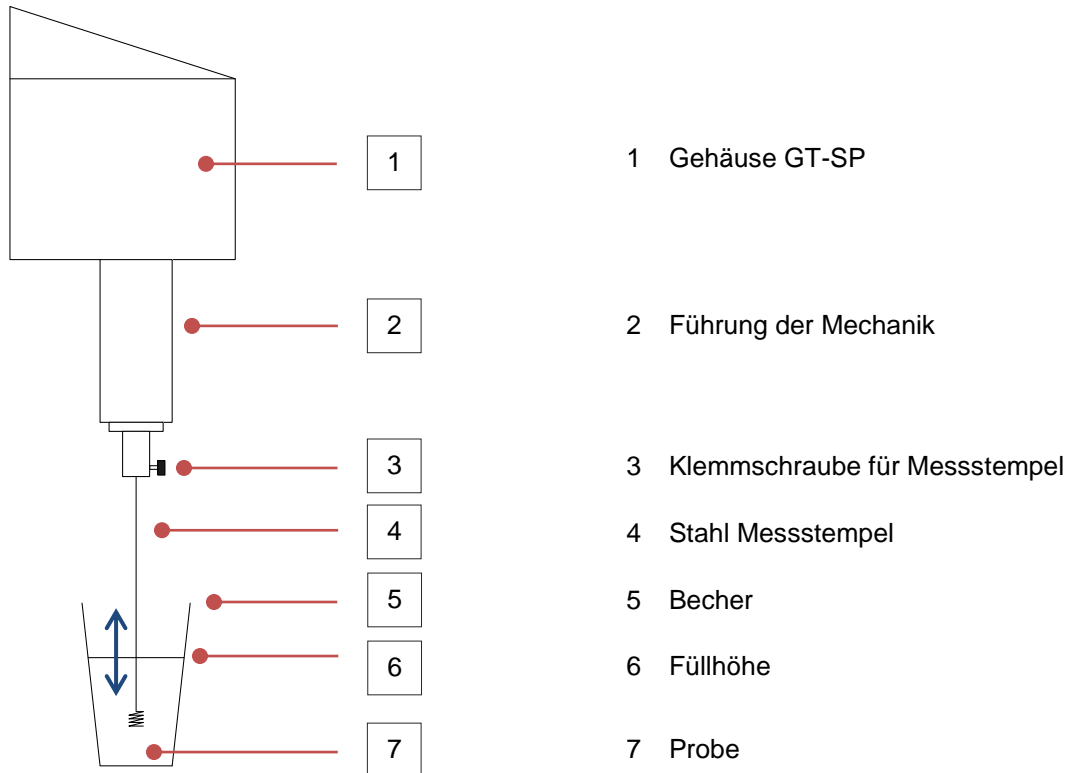 1 1 Gehäuse GT-SP
2 2 Führung der Mechanik
3 3 Klemmschraube für Messstempel
4 4 Stahl Messstempel
5 5 Becher
6 6 Füllhöhe
7 7 Probe